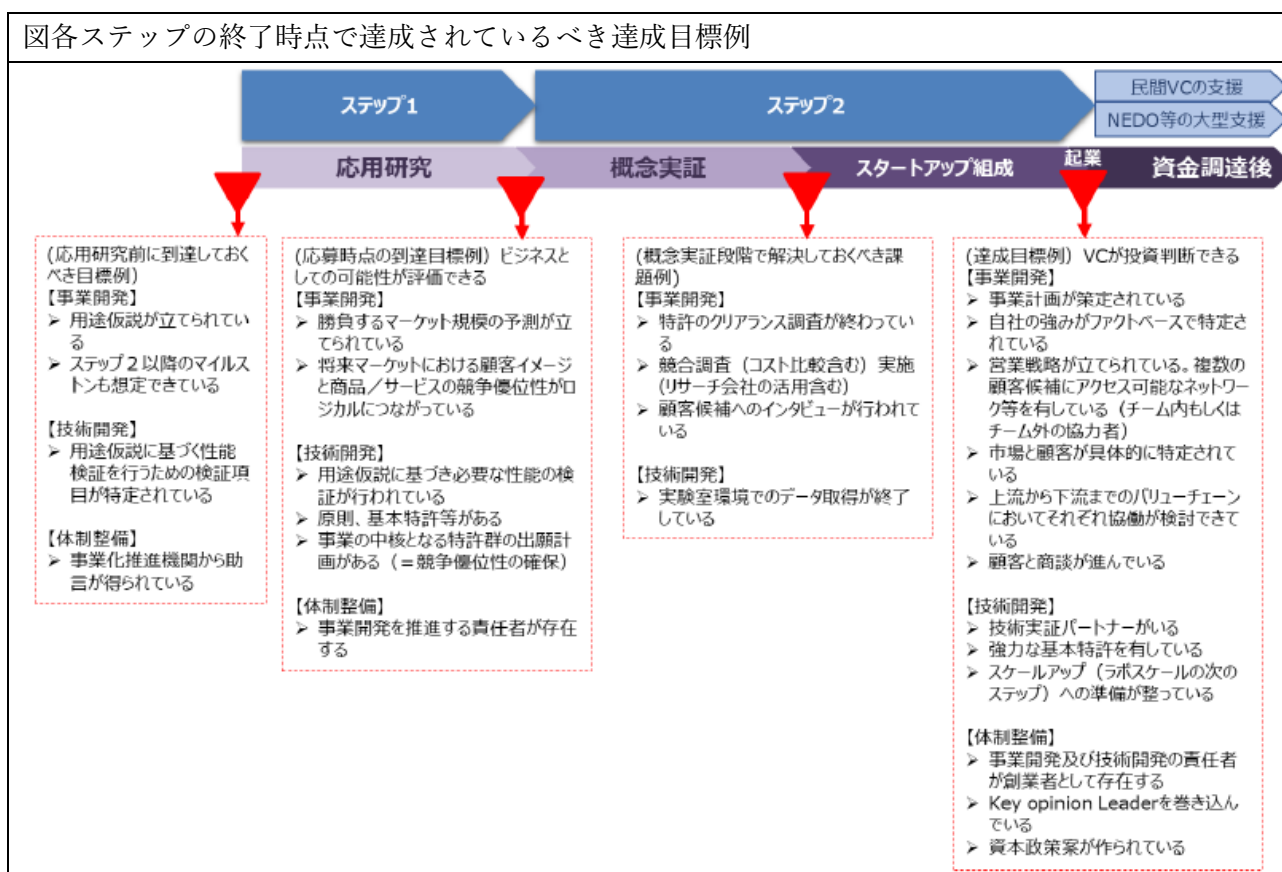 図各ステップの終了時点で達成されているべき達成目標例
ステップ1
ステップ2
民間VCの支援
NEDO等の大型支援
応用研究
概念実証
スタートアップ組成
起業
資金調達後
(応用研究前に到達しておく
べき目標例)
【事業開発】
➢ 用途仮説が立てられてい
る
➢ ステップ2以降のマイルス
トンも想定できている
【技術開発】
➢ 用途仮説に基づく性能
検証を行うための検証項
目が特定されている
【体制整備】
➢ 事業化推進機関から助
言が得られている
(応募時点の到達目標例) ビジネスと
しての可能性が評価できる
【事業開発】
➢ 勝負するマーケット規模の予測が立
てられている
➢ 将来マーケットにおける顧客イメージ
と商品/サービスの競争優位性がロ
ジカルにつながっている
【技術開発】
➢ 用途仮説に基づき必要な性能の検
証が行われている
➢ 原則、基本特許等がある
➢ 事業の中核となる特許群の出願計
画がある (=競争優位性の確保)
【体制整備】
➢ 事業開発を推進する責任者が存在
する
(概念実証段階で解決しておくべき課
題例)
【事業開発】
➢ 特許のクリアランス調査が終わってい
る
➢ 競合調査 (コスト比較含む) 実施
(リサーチ会社の活用含む)
➢ 顧客候補へのインタビューが行われて
いる
【技術開発】
➢ 実験室環境でのデータ取得が終了
している
(達成目標例) VCが投資判断できる
【事業開発】
➢ 事業計画が策定されている
➢ 自社の強みがファクトベースで特定さ
れている
➢ 営業戦略が立てられている。複数の
顧客候補にアクセス可能なネットワー
ク等を有している (チーム内もしくは
チーム外の協力者)
➢ 市場と顧客が具体的に特定されて
いる
➢ 上流から下流までのバリューチェーン
においてそれぞれ協働が検討できて
いる
➢ 顧客と商談が進んでいる
【技術開発】
➢ 技術実証パートナーがいる
➢ 強力な基本特許を有している
➢ スケールアップ (ラボスケールの次の
ステップ) への準備が整っている
【体制整備】
➢ 事業開発及び技術開発の責任者
が創業者として存在する
➢ Key opinion Leaderを巻き込ん
でいる
➢ 資本政策案が作られている